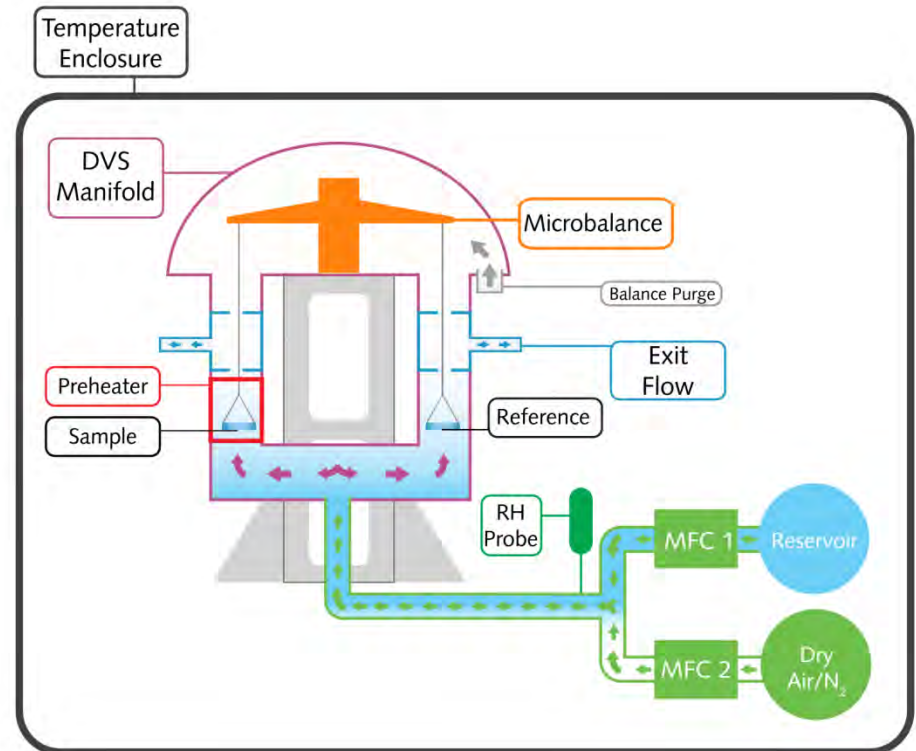 Temperature
Enclosure
DVS
Manifold
Microbalance
Balance Purge
Exit
Flow
Preheater
Sample
Reference
RH
Probe
MFC 1
Reservoir
MFC 2
Dry
Air/N₂